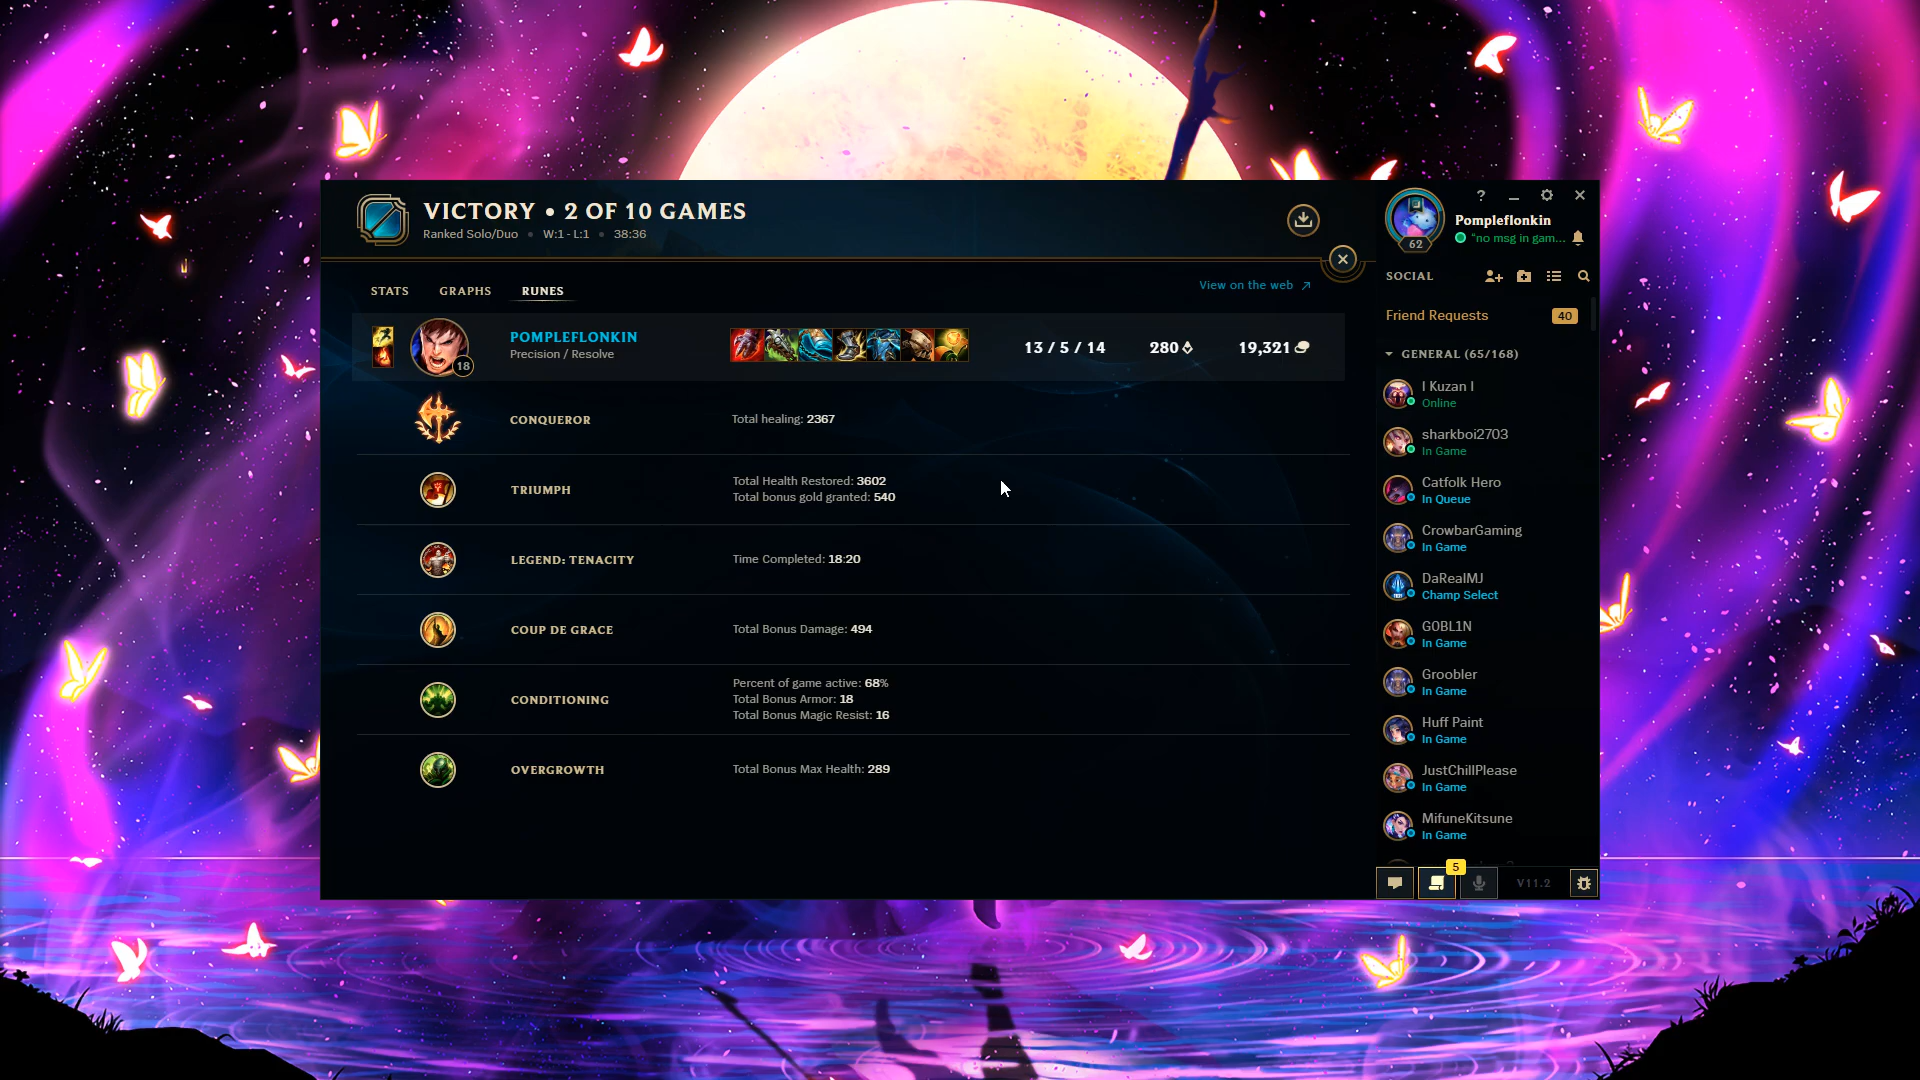 VICTORY • 2 OF 10 GAMES
Ranked Solo/Duo • W:1 - L:1 • 38:36
STATS GRAPHS RUNES
View on the web
18
POMPLEFLONKIN
Precision / Resolve
13 / 5 / 14
280
19,321
CONQUEROR
Total healing: 2367
TRIUMPH
Total Health Restored: 3602
Total bonus gold granted: 540
LEGEND: TENACITY
Time Completed: 18:20
COUP DE GRACE
Total Bonus Damage: 494
CONDITIONING
Percent of game active: 68%
Total Bonus Armor: 18
Total Bonus Magic Resist: 16
OVERGROWTH
Total Bonus Max Health: 289
?
62
Pompleflonkin
"no msg in gam...
SOCIAL
Friend Requests 40
GENERAL (65/168)
I Kuzan I
Online
sharkboi2703
In Game
Catfolk Hero
In Queue
CrowbarGaming
In Game
DaRealMJ
Champ Select
G0BL1N
In Game
Groobler
In Game
Huff Paint
In Game
JustChillPlease
In Game
MifuneKitsune
In Game
5
V11.2